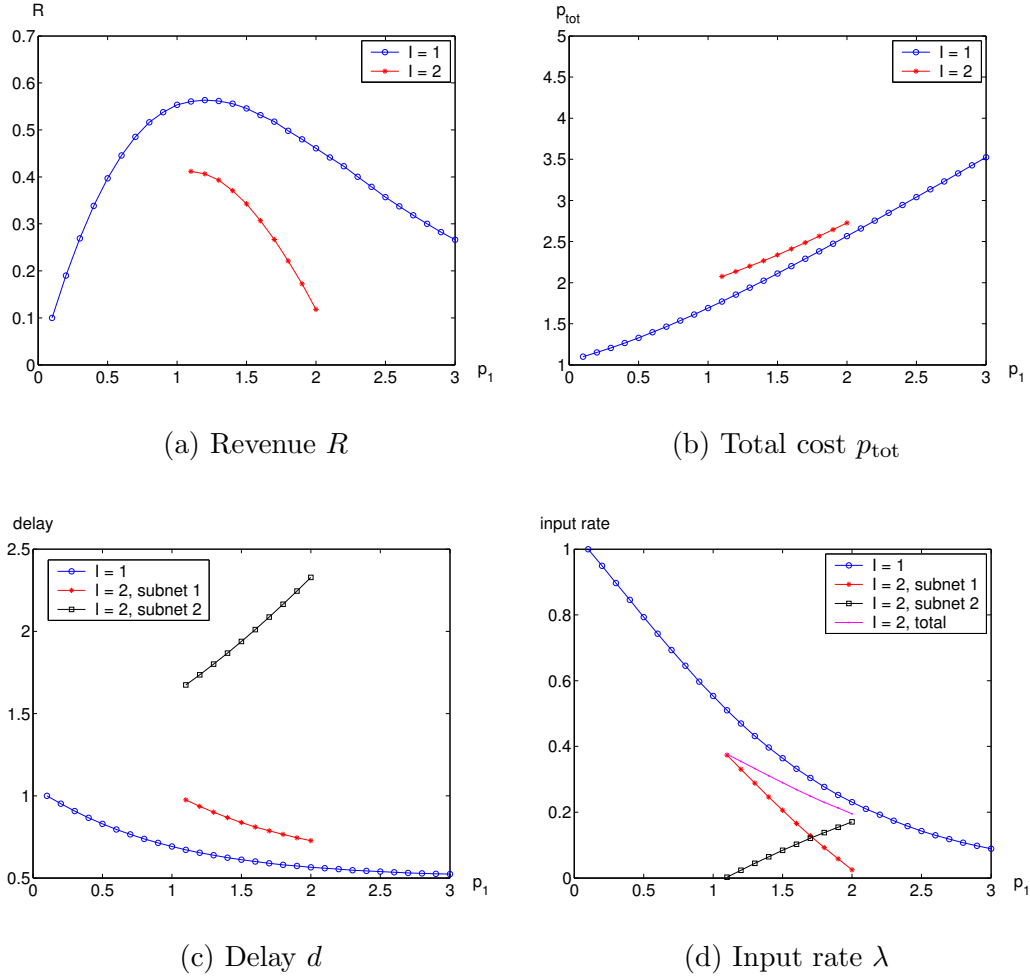 R
0.7
0.6
0.5
0.4
0.3
0.2
0.1
0
0 0.5 1 1.5 2 2.5 3
p1
I = 1
I = 2
(a) Revenue R
ptot
5
4.5
4
3.5
3
2.5
2
1.5
1
0 0.5 1 1.5 2 2.5 3
p1
I = 1
I = 2
(b) Total cost ptot
delay
2.5
2
1.5
1
0.5
0 0.5 1 1.5 2 2.5 3
p1
I = 1
I = 2, subnet 1
I = 2, subnet 2
(c) Delay d
input rate
1
0.8
0.6
0.4
0.2
0
0 0.5 1 1.5 2 2.5 3
p1
I = 1
I = 2, subnet 1
I = 2, subnet 2
I = 2, total
(d) Input rate λ